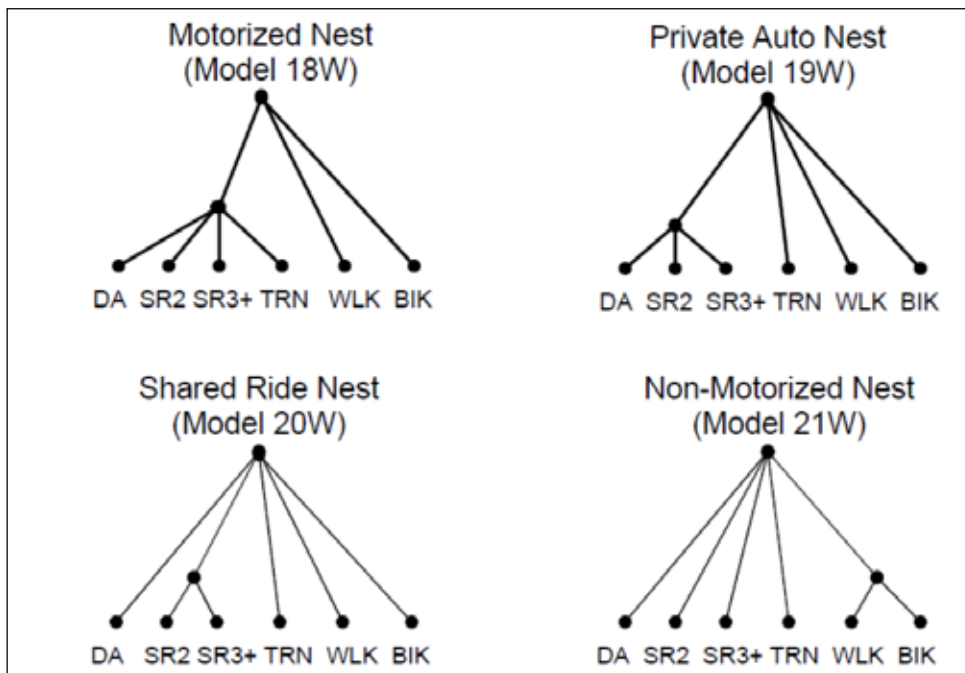 Motorized Nest
(Model 18W)
DA SR2 SR3+ TRN WLK BIK
Private Auto Nest
(Model 19W)
DA SR2 SR3+ TRN WLK BIK
Shared Ride Nest
(Model 20W)
DA SR2 SR3+ TRN WLK BIK
Non-Motorized Nest
(Model 21W)
DA SR2 SR3+ TRN WLK BIK